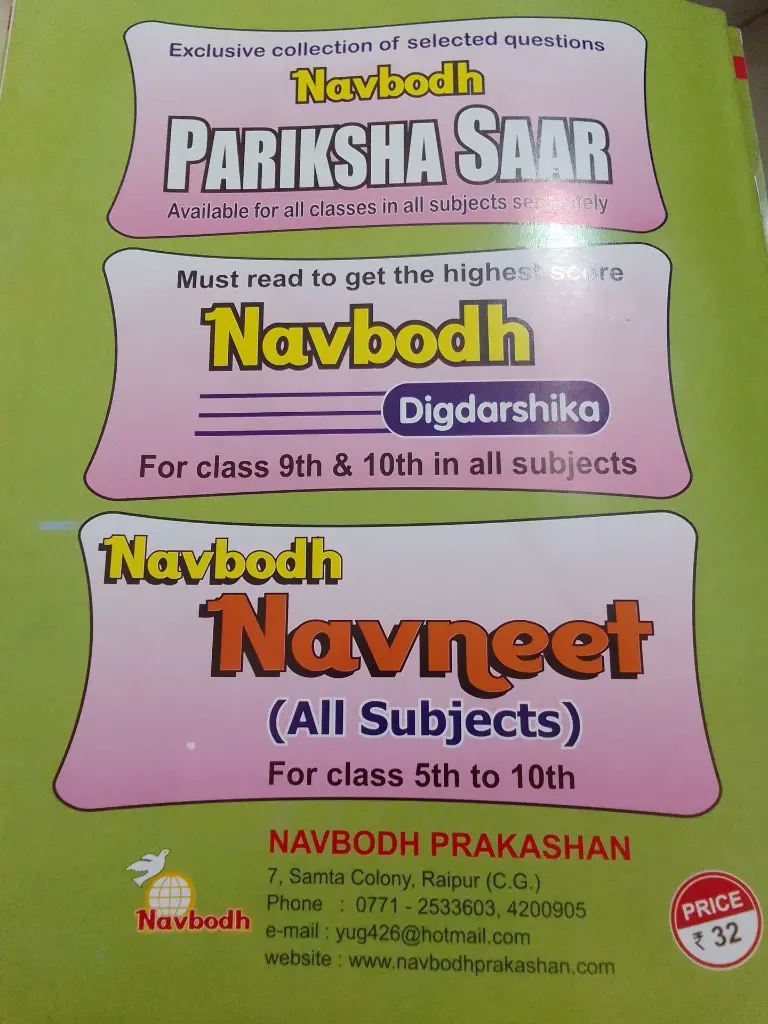 Exclusive collection of selected questions
Navbodh
PARIKSHA SAAR
Available for all classes in all subjects separately
Must read to get the highest score
Navbodh
Digdarshika
For class 9th & 10th in all subjects
Navbodh
Navneet
(All Subjects)
For class 5th to 10th
NAVBODH PRAKASHAN
7, Samta Colony, Raipur (C.G.)
Phone : 0771 - 2533603, 4200905
e-mail : yug426@hotmail.com
website : www.navbodhprakashan.com
Navbodh
PRICE
₹ 32